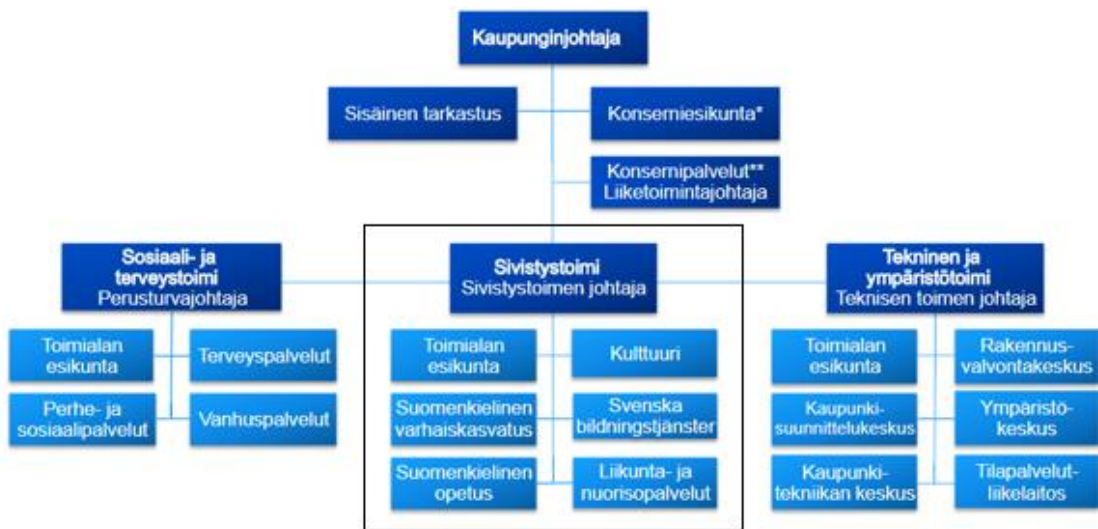 Kaupunginjohtaja
Sisäinen tarkastus
Konserniesikunta*
Konsernipalvelut**
Liiketoimintajohtaja
Sosiaali- ja
terveystoimi
Perusturvajohtaja
Sivistystoimi
Sivistystoimen johtaja
Tekninen ja
ympäristötoimi
Teknisen toimen johtaja
Toimialan
esikunta
Terveyspalvelut
Perhe- ja
sosiaalipalvelut
Vanhuspalvelut
Toimialan
esikunta
Kulttuuri
Suomenkielinen
varhaiskasvatus
Svenska
bildningstjänster
Suomenkielinen
opetus
Liikunta- ja
nuorisopalvelut
Toimialan
esikunta
Rakennus-
valvontakeskus
Kaupunki-
suunnittelukeskus
Ympäristö-
keskus
Kaupunki-
tekniikan keskus
Tilapalvelut-
liikelaitos